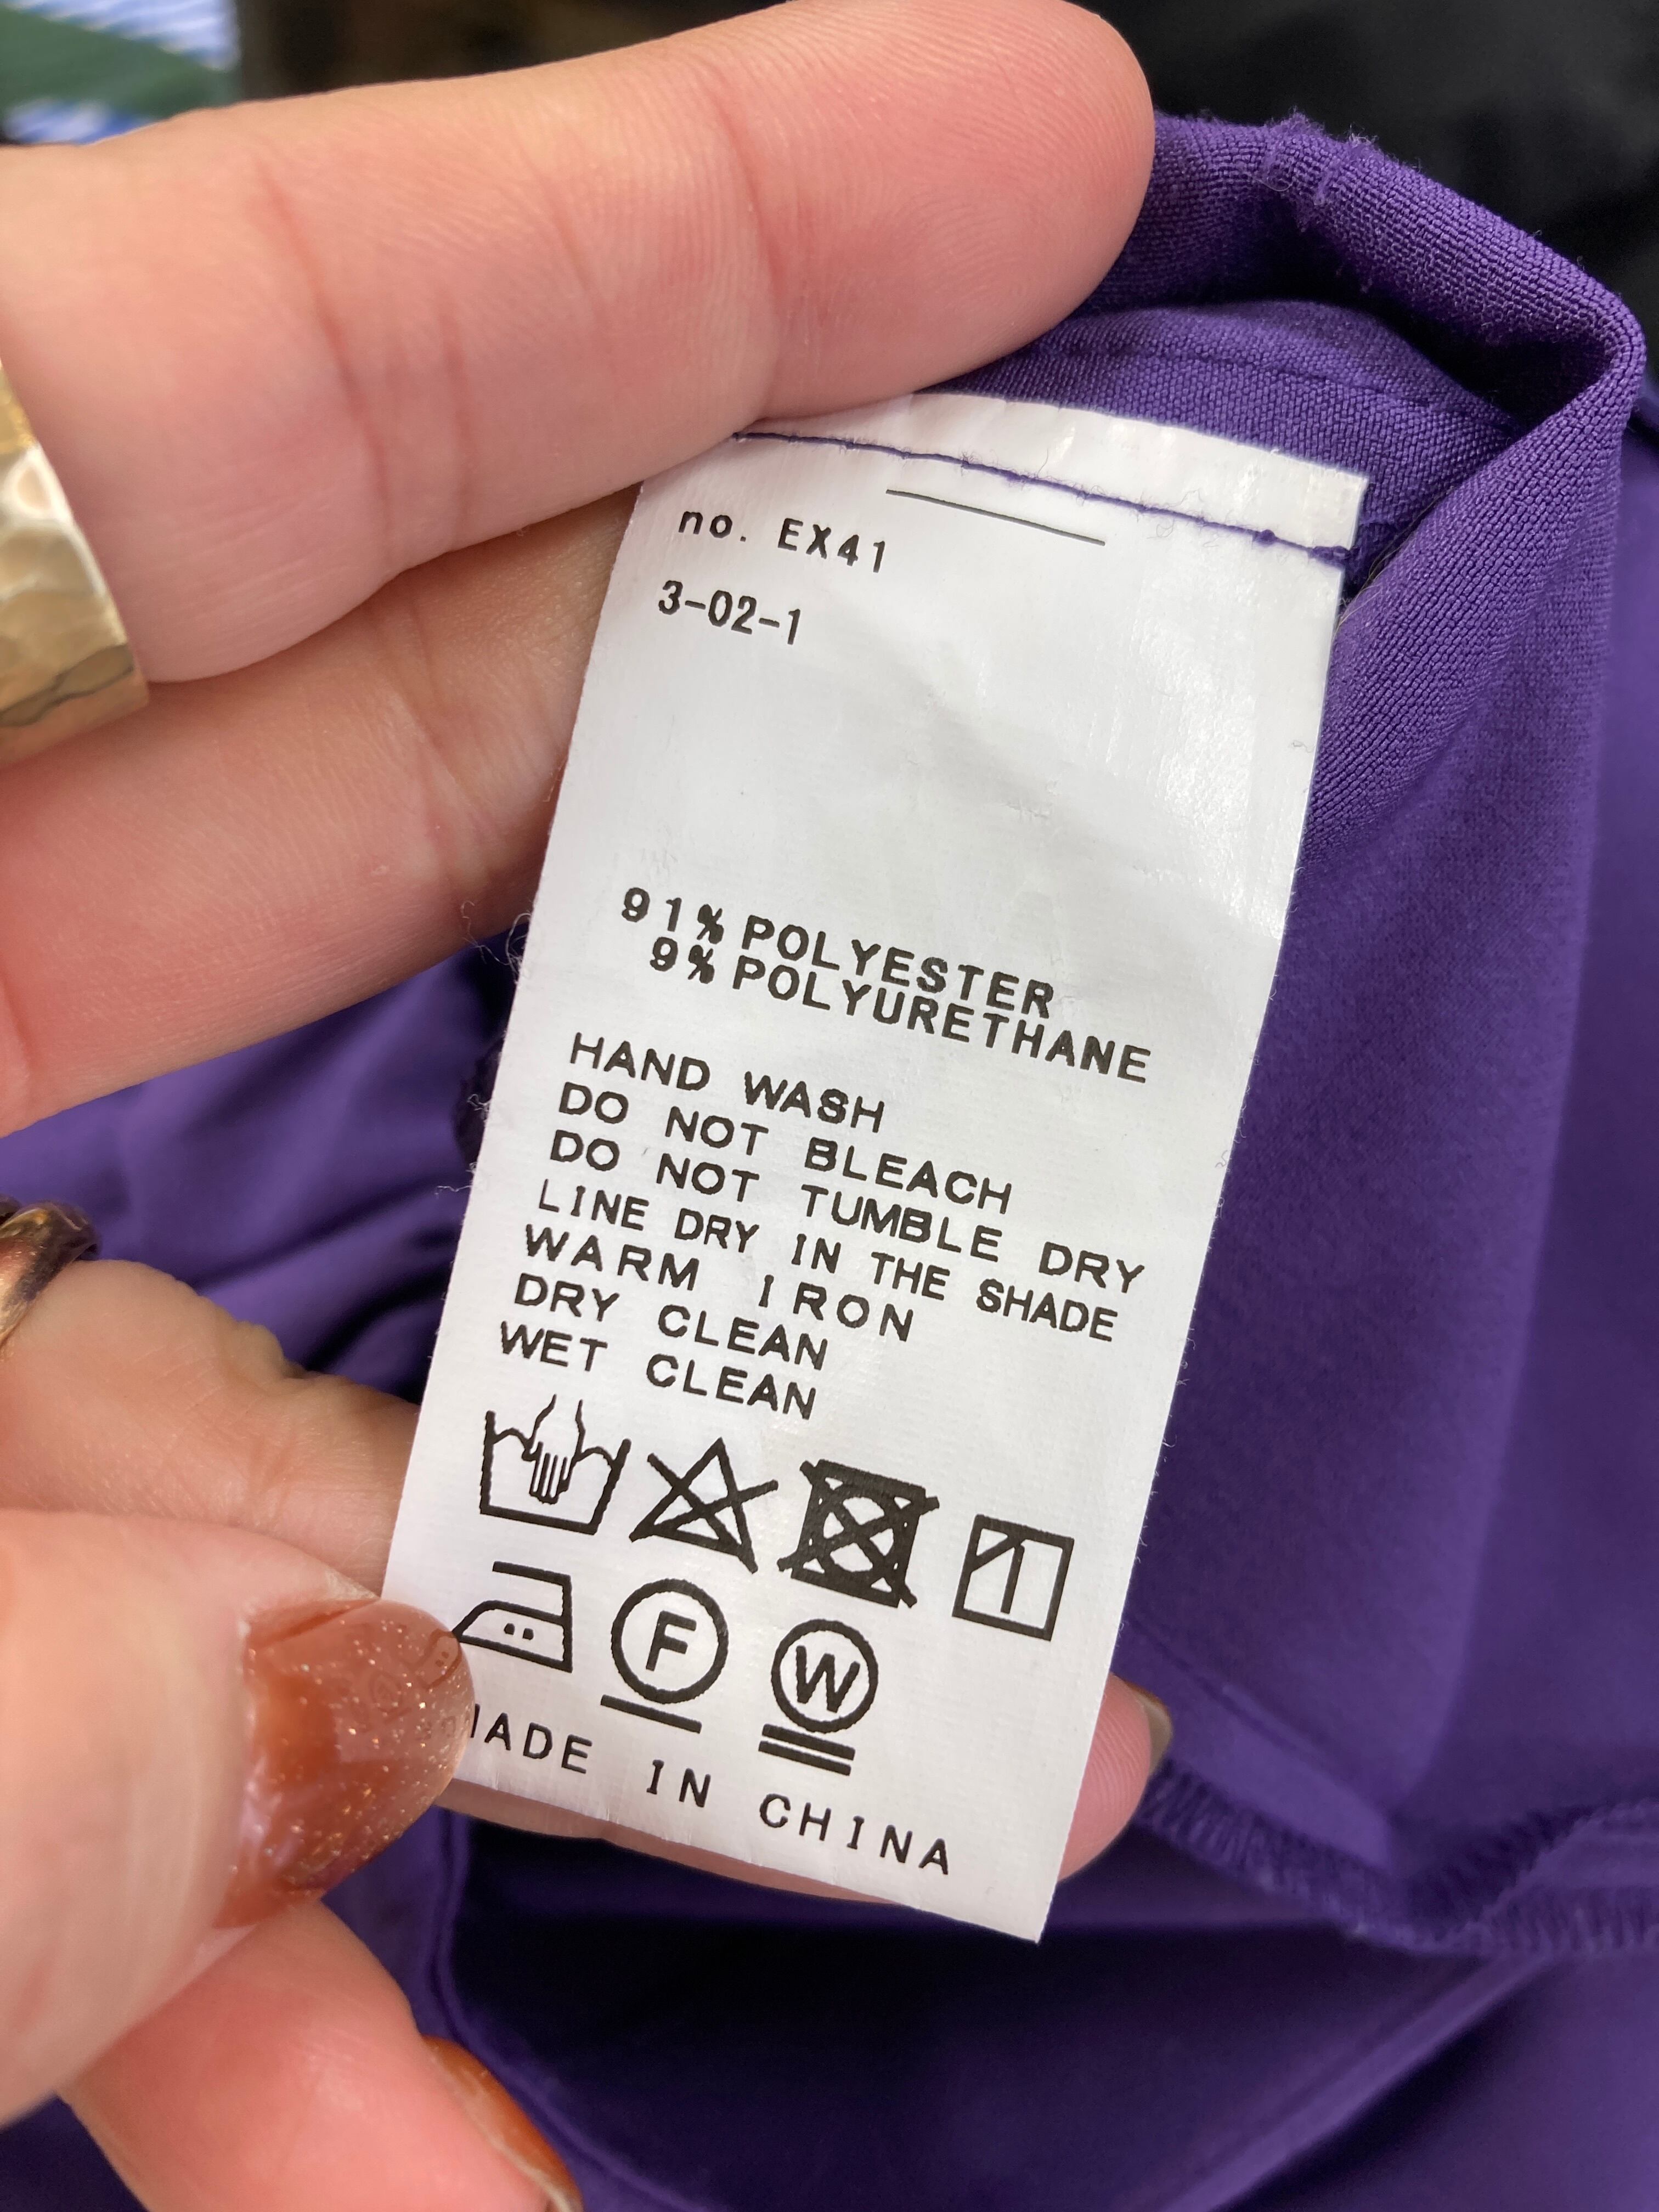 no. EX41
3-02-1
91% POLYESTER
9% POLYURETHANE
HAND WASH
DO NOT BLEACH
DO NOT TUMBLE DRY
LINE DRY IN THE SHADE
WARM IRON
DRY CLEAN
WET CLEAN
F
W
MADE IN CHINA